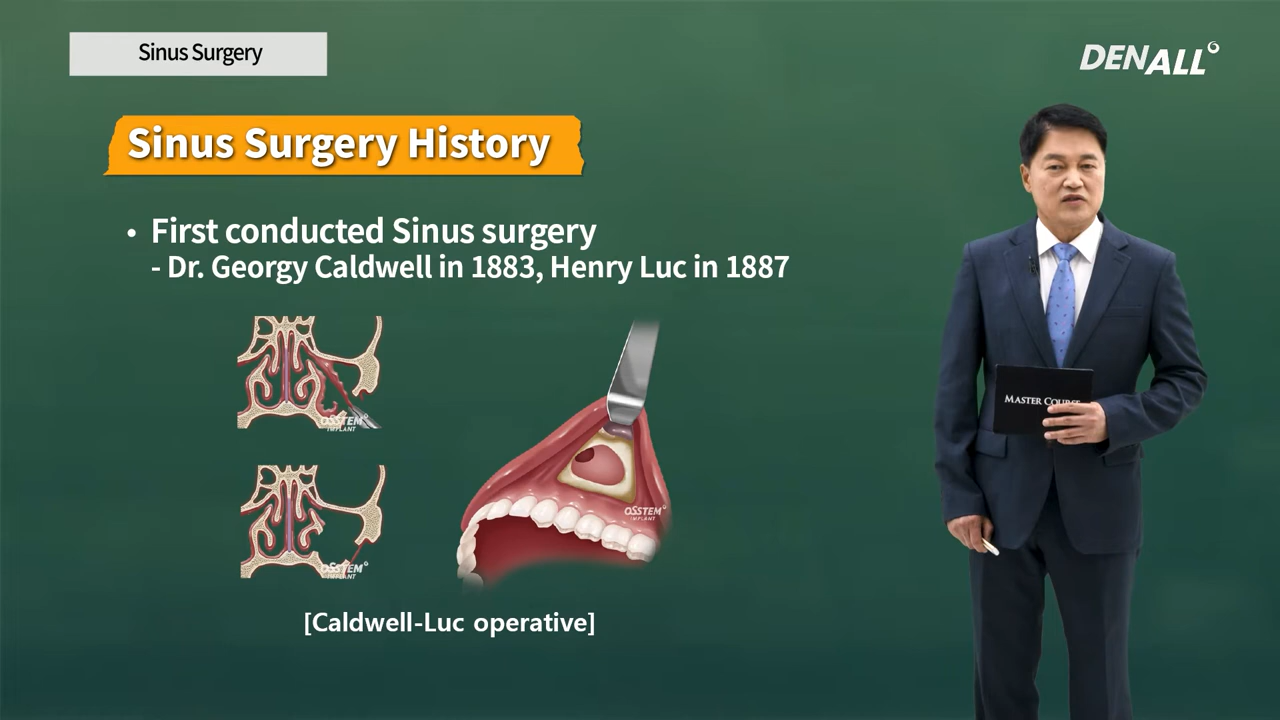 Sinus Surgery
DENALL
Sinus Surgery History
• First conducted Sinus surgery
- Dr. Georgy Caldwell in 1883, Henry Luc in 1887
OSSTEM
IMPLANT
OSSTEM
IMPLANT
OSSTEM
IMPLANT
[Caldwell-Luc operative]
MASTER COURSE